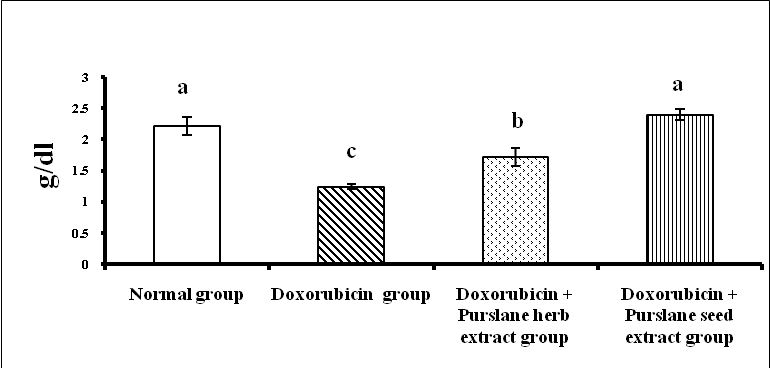 3
2.5
2
1.5
1
0.5
0
g/dl
a
c
b
a
Normal group
Doxorubicin group
Doxorubicin +
Purslane herb
extract group
Doxorubicin +
Purslane seed
extract group